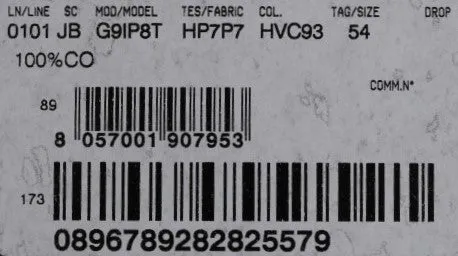 LN/LINE SC MOD/MODEL TES/FABRIC COL. TAG/SIZE DROP
0101 JB G9IP8T HP7P7 HVC93 54
100%CO
COMM.N°
89
8 057001 907953
173
0896789282825579